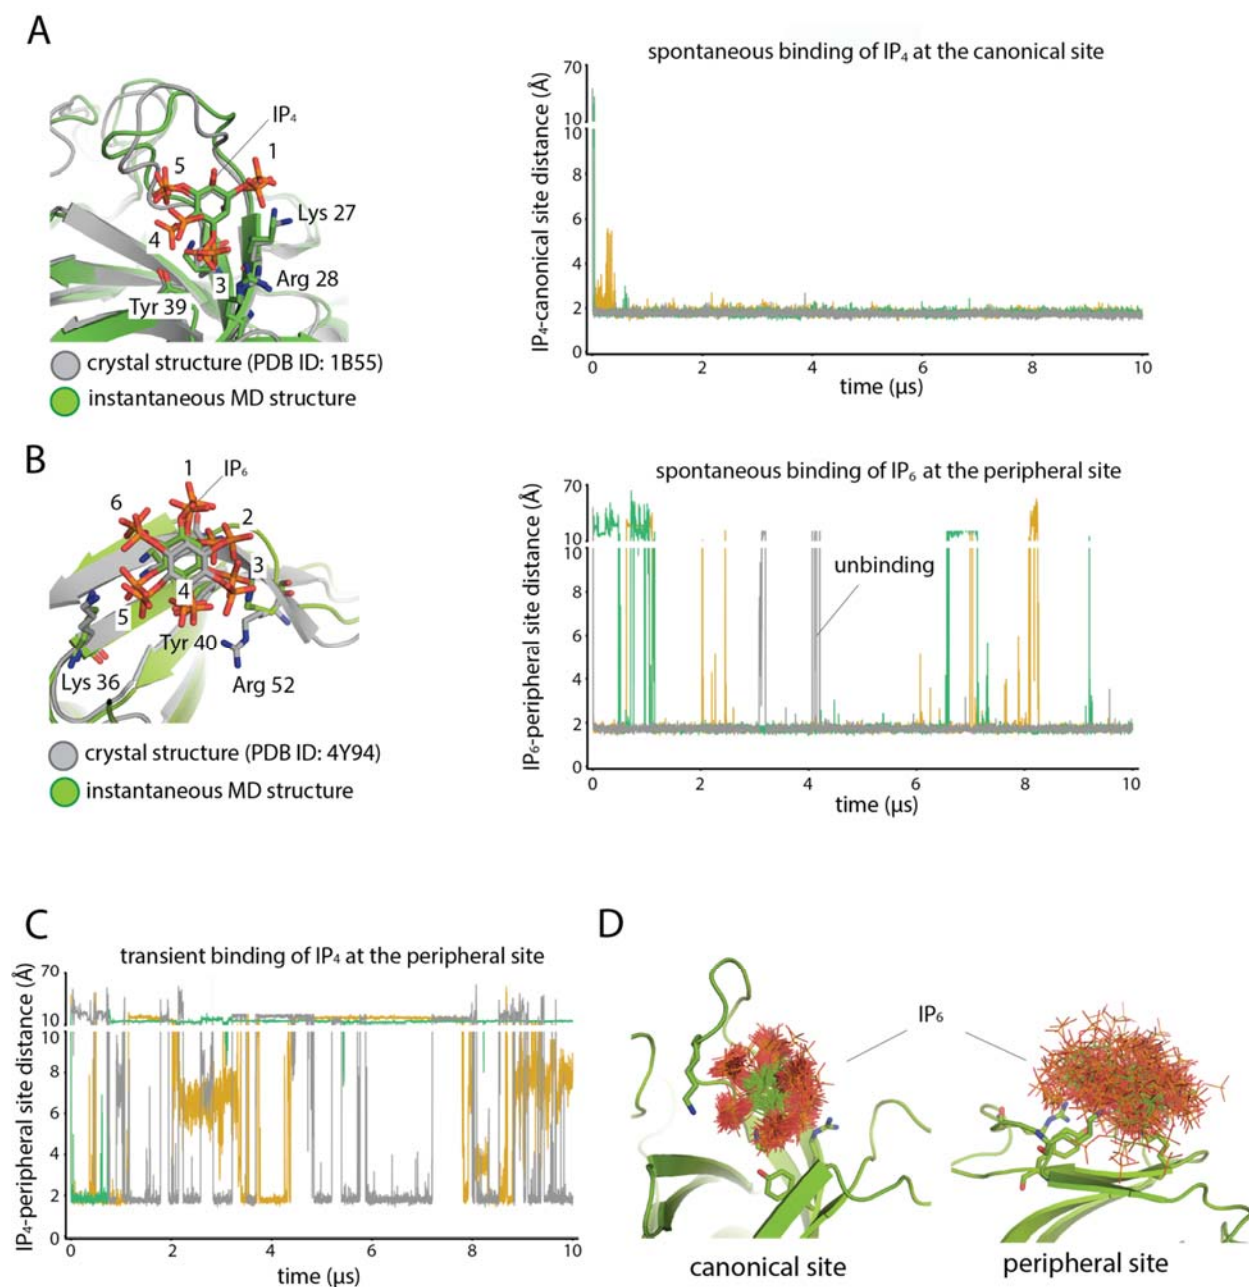 A
IP₄
1
5
Lys 27
4
3
Arg 28
Tyr 39
crystal structure (PDB ID: 1B55)
instantaneous MD structure
spontaneous binding of IP₄ at the canonical site
IP₄-canonical site distance (Å)
70
10
10
8
6
4
2
0
0 2 4 6 8 10
time (µs)
B
1
IP₆
6
2
3
4
5
Tyr 40
Lys 36
Arg 52
crystal structure (PDB ID: 4Y94)
instantaneous MD structure
spontaneous binding of IP₆ at the peripheral site
IP₆-peripheral site distance (Å)
70
10
10
8
6
4
2
0
unbinding
0 2 4 6 8 10
time (µs)
C
transient binding of IP₄ at the peripheral site
IP₄-peripheral site distance (Å)
70
10
10
8
6
4
2
0
0 2 4 6 8 10
time (µs)
D
IP₆
canonical site
peripheral site